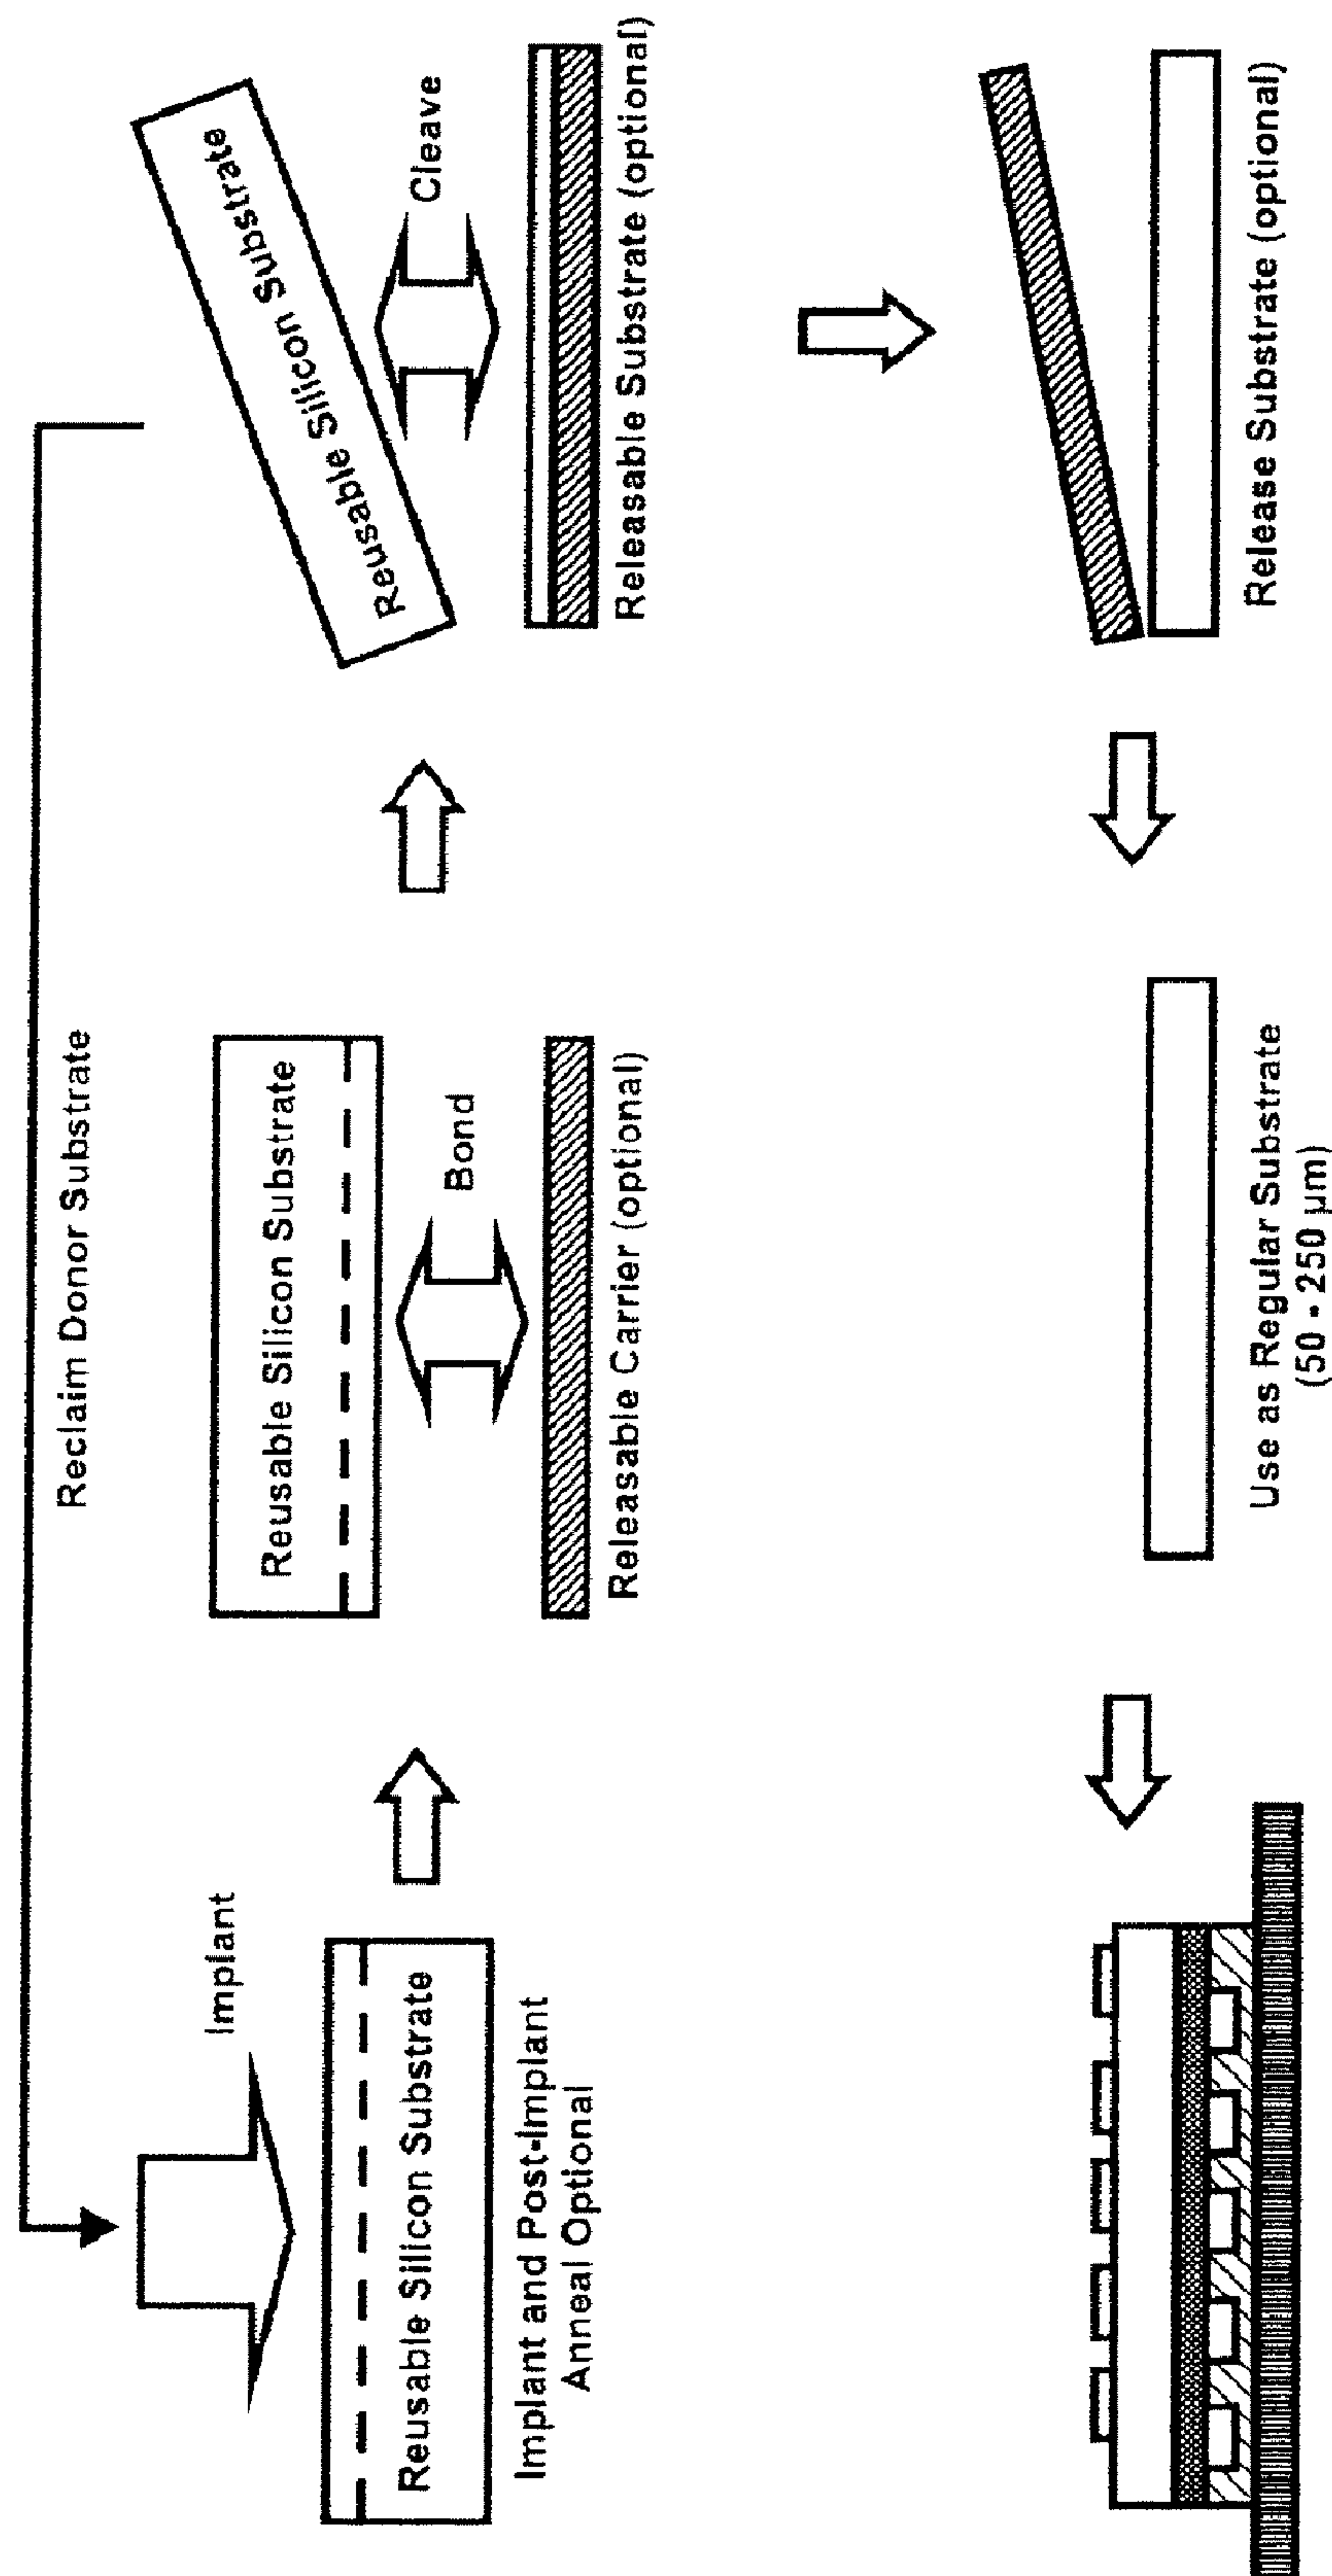 Reclaim Donor Substrate
Implant
Reusable Silicon Substrate
Implant and Post-Implant
Anneal Optional
Reusable Silicon Substrate
Bond
Releasable Carrier (optional)
Reusable Silicon Substrate
Cleave
Releasable Substrate (optional)
Release Substrate (optional)
Use as Regular Substrate
(50 - 250 µm)